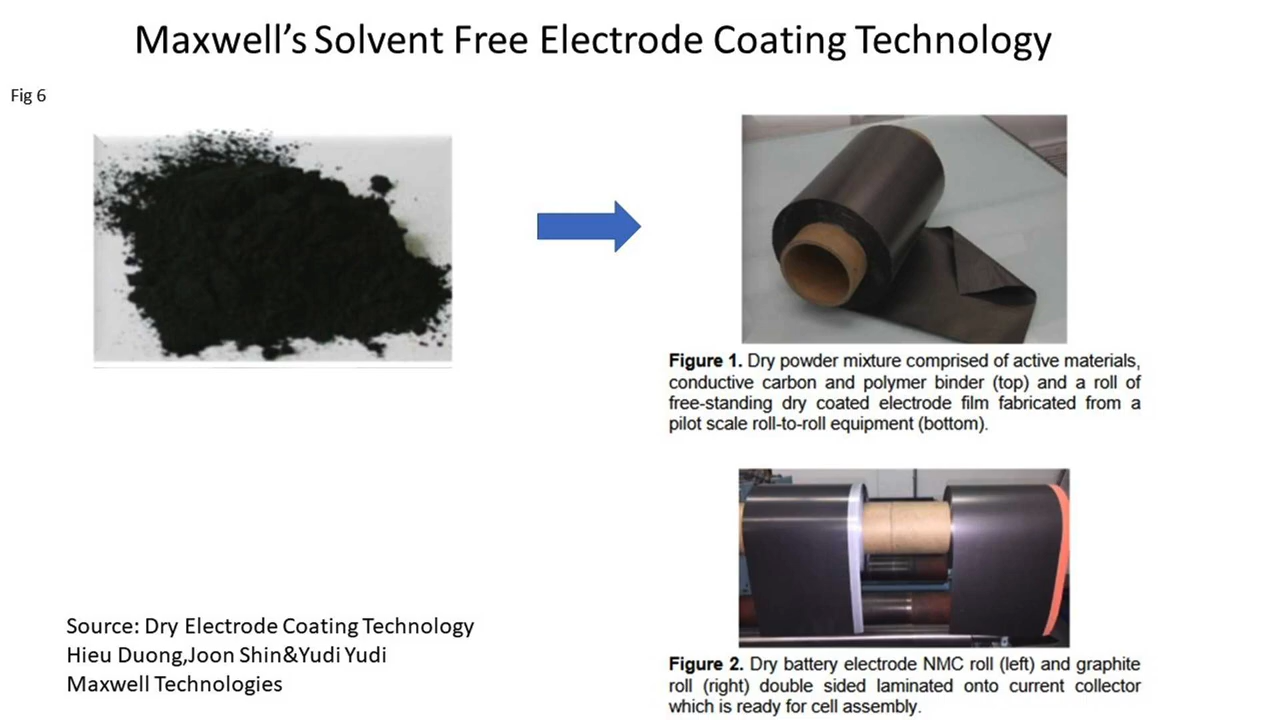 Maxwell's Solvent Free Electrode Coating Technology
Fig 6
Figure 1. Dry powder mixture comprised of active materials,
conductive carbon and polymer binder (top) and a roll of
free-standing dry coated electrode film fabricated from a
pilot scale roll-to-roll equipment (bottom).
Figure 2. Dry battery electrode NMC roll (left) and graphite
roll (right) double sided laminated onto current collector
which is ready for cell assembly.
Source: Dry Electrode Coating Technology
Hieu Duong,Joon Shin&Yudi Yudi
Maxwell Technologies